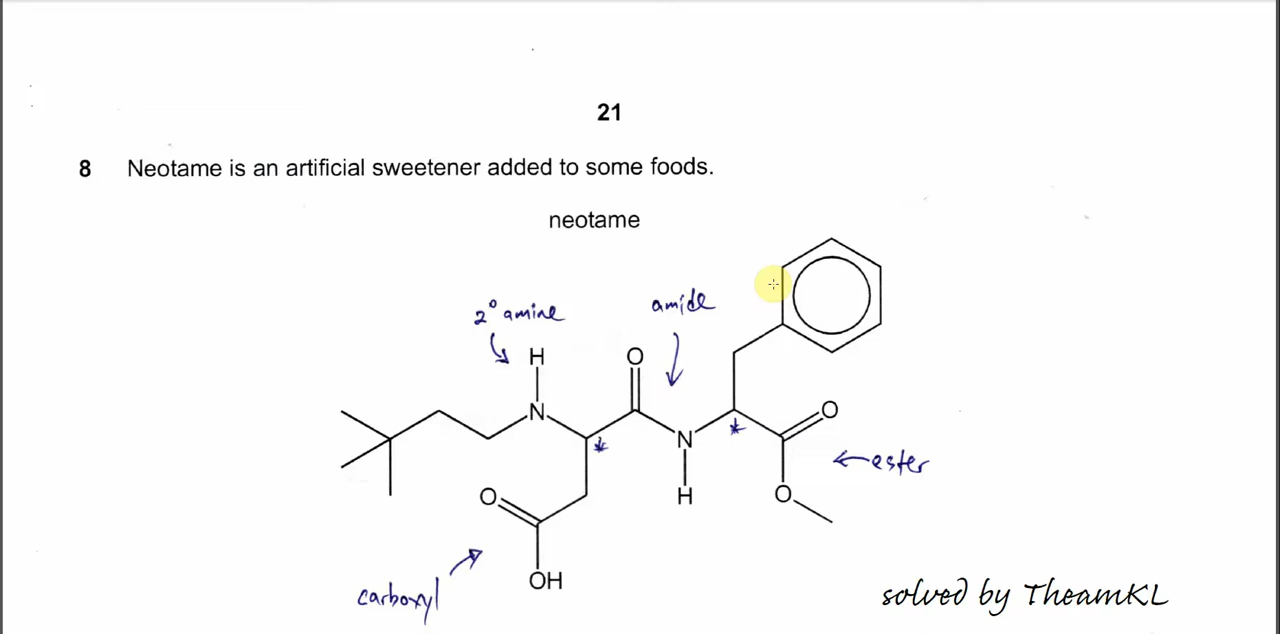 21
8 Neotame is an artificial sweetener added to some foods.
neotame
2° amine
amide
H
O
N
*
N
H
*
O
←ester
O
O
OH
carboxyl
solved by TheamKL